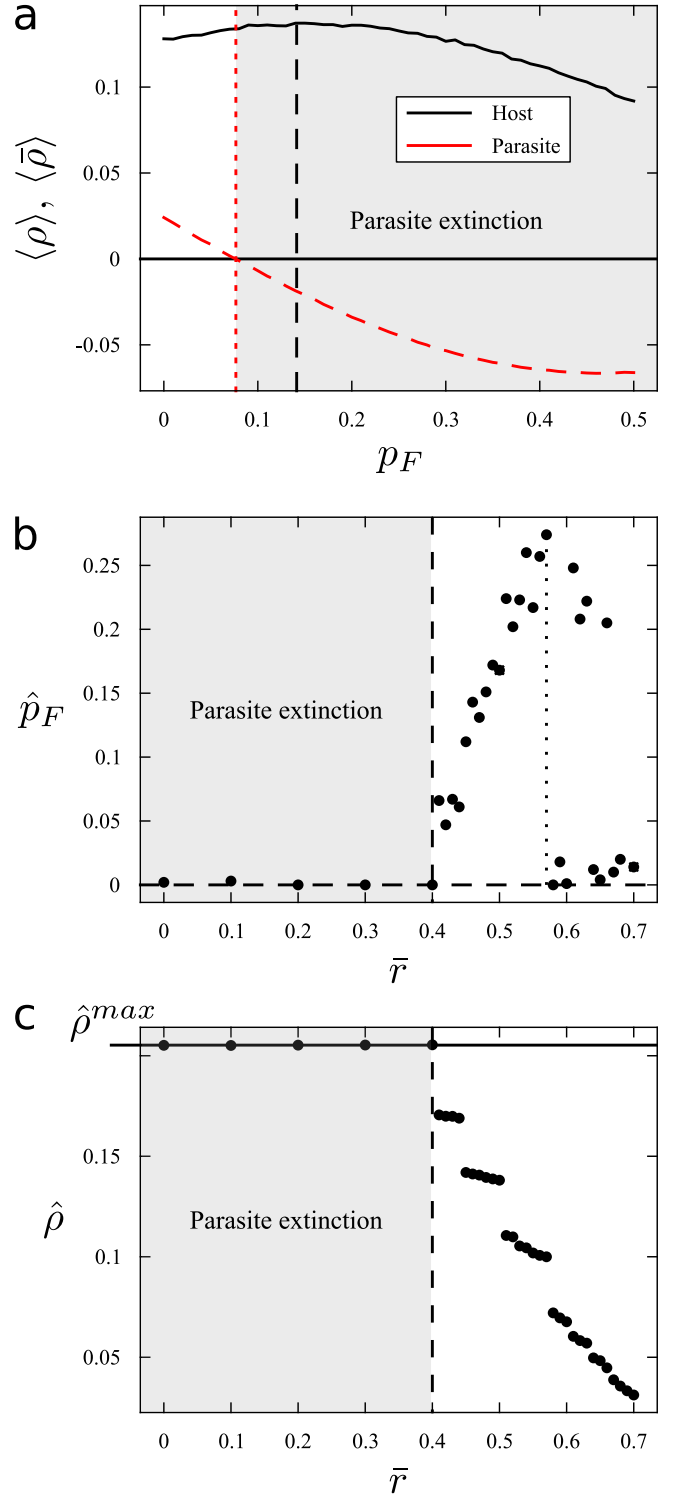 a
0.1
0.05
0
-0.05
⟨ρ⟩, ⟨ρ̄⟩
Host
Parasite
Parasite extinction
0 0.1 0.2 0.3 0.4 0.5
p_F
b
0.25
0.2
0.15
0.1
0.05
0
p̂_F
Parasite extinction
0 0.1 0.2 0.3 0.4 0.5 0.6 0.7
r̄
c
ρ̂^max
0.15
0.1
0.05
ρ̂
Parasite extinction
0 0.1 0.2 0.3 0.4 0.5 0.6 0.7
r̄